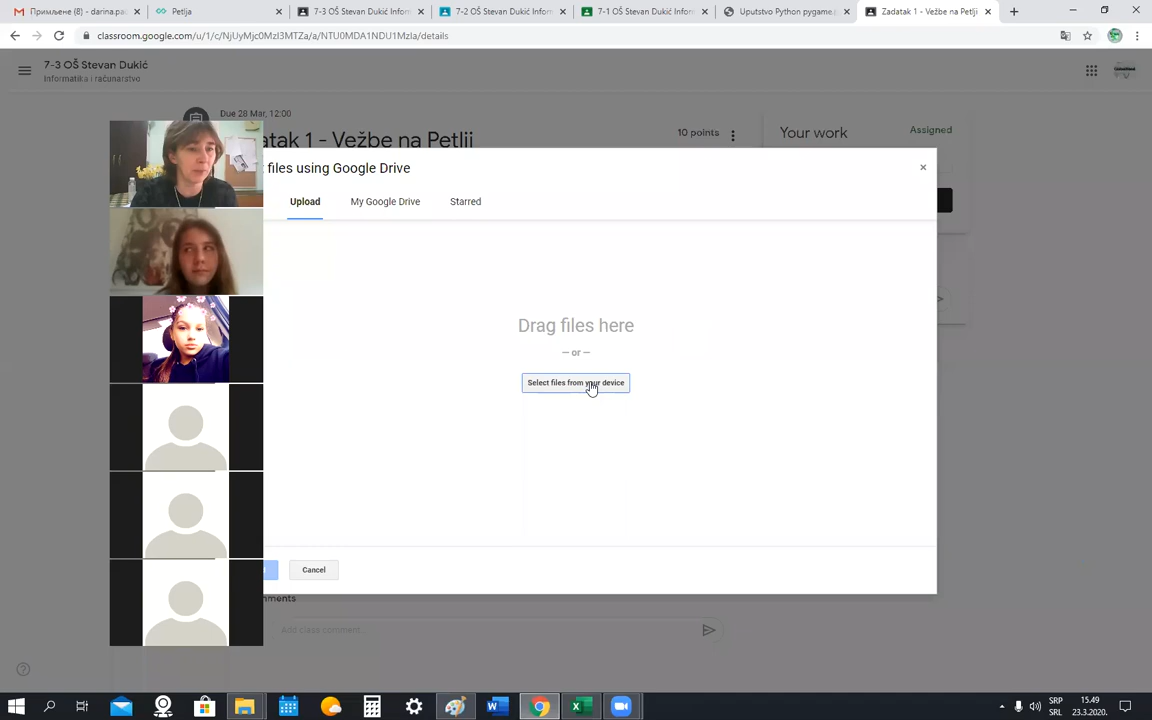 Примљене (8) - darina.pa
Petlja
7-3 OŠ Stevan Dukić Inform
7-2 OŠ Stevan Dukić Inform
7-1 OŠ Stevan Dukić Inform
Uputstvo Python pygame.
Zadatak 1 - Vežbe na Petlji
classroom.google.com/u/1/c/NjUyMjc0MzI3MTZa/a/NTU0MDA1NDU1Mzla/details
7-3 OŠ Stevan Dukić
Informatika i računarstvo
Due 28 Mar, 12:00
atak 1 - Vežbe na Petlji
10 points
Your work
Assigned
files using Google Drive
Upload
My Google Drive
Starred
Drag files here
— or —
Select files from your device
Cancel
Add class comment...
SRP
SRL
15.49
23.3.2020.